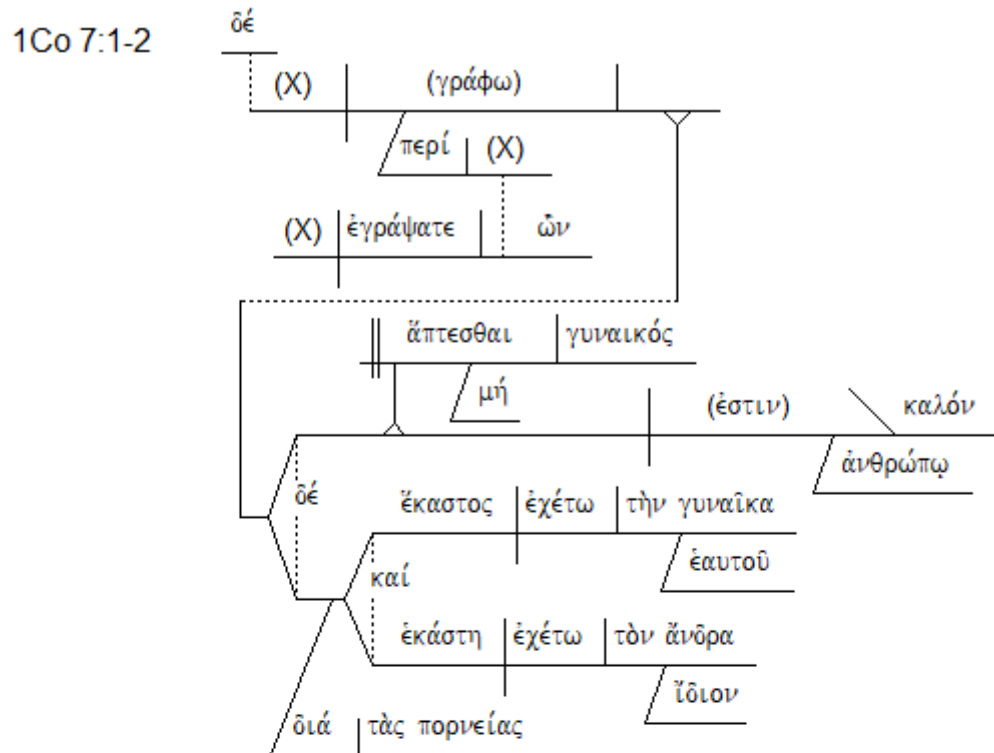 1Co 7:1-2
δέ
(X) (γράφω)
περί (X)
(X) ἐγράψατε ὧν
ἅπτεσθαι γυναικός
μή
(ἐστιν) καλόν
ἀνθρώπῳ
δέ
ἕκαστος ἐχέτω τὴν γυναῖκα
ἑαυτοῦ
καί
ἑκάστη ἐχέτω τὸν ἄνδρα
ἴδιον
διά τὰς πορνείας